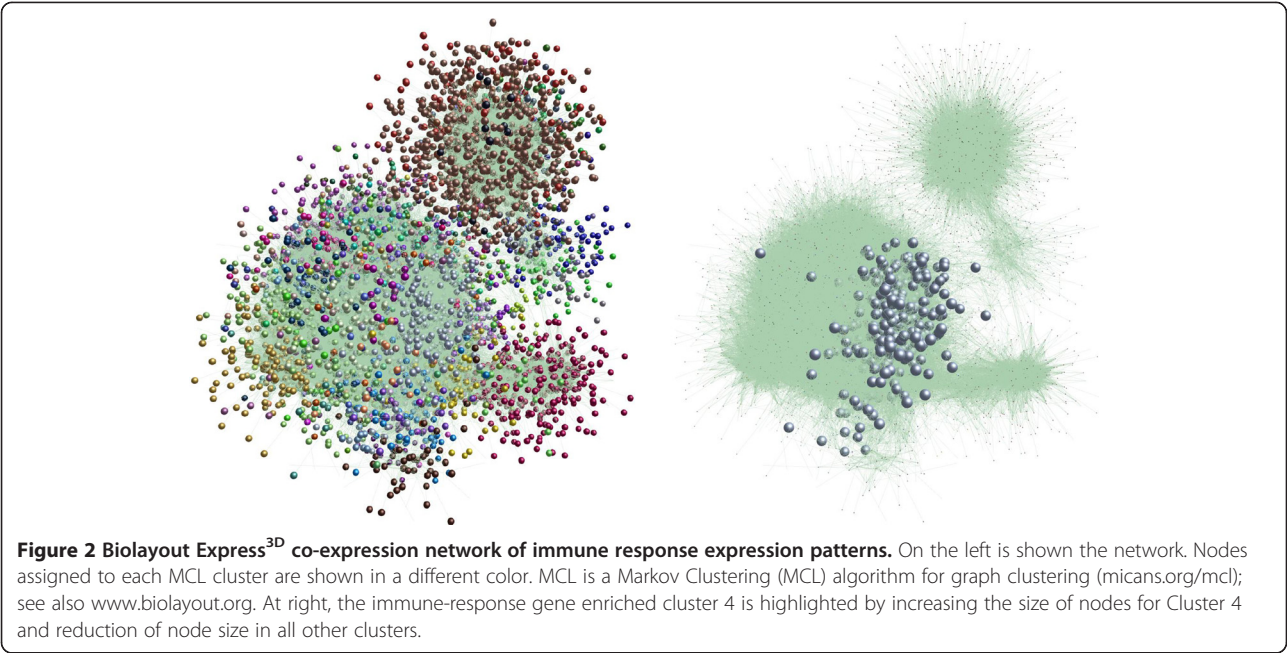 Figure 2 Biolayout Express3D co-expression network of immune response expression patterns. On the left is shown the network. Nodes
assigned to each MCL cluster are shown in a different color. MCL is a Markov Clustering (MCL) algorithm for graph clustering (micans.org/mcl);
see also www.biolayout.org. At right, the immune-response gene enriched cluster 4 is highlighted by increasing the size of nodes for Cluster 4
and reduction of node size in all other clusters.